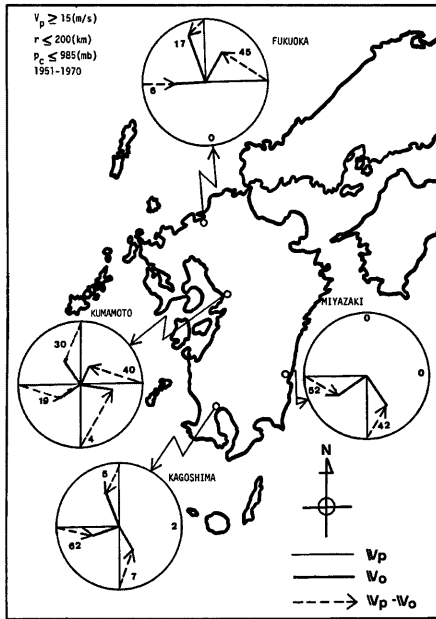 Vp ≥ 15(m/s)
r ≤ 200(km)
pc ≤ 985(mb)
1951-1970
FUKUOKA
17
45
6
0
KUMAMOTO
30
40
19
4
MIYAZAKI
0
0
52
42
KAGOSHIMA
5
2
62
7
N
Vp
Vo
Vp - Vo